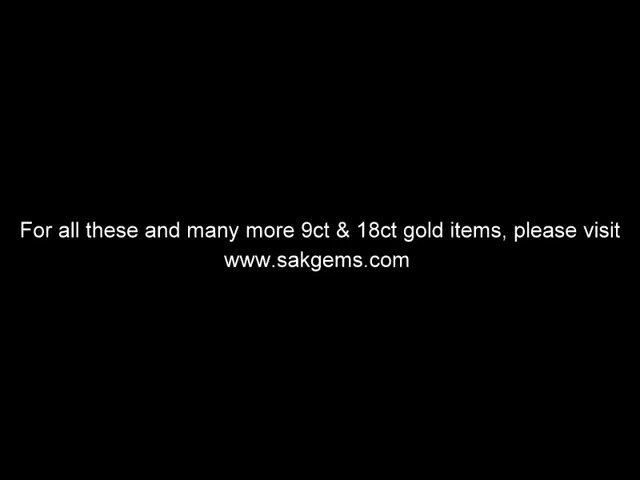 For all these and many more 9ct & 18ct gold items, please visit
www.sakgems.com